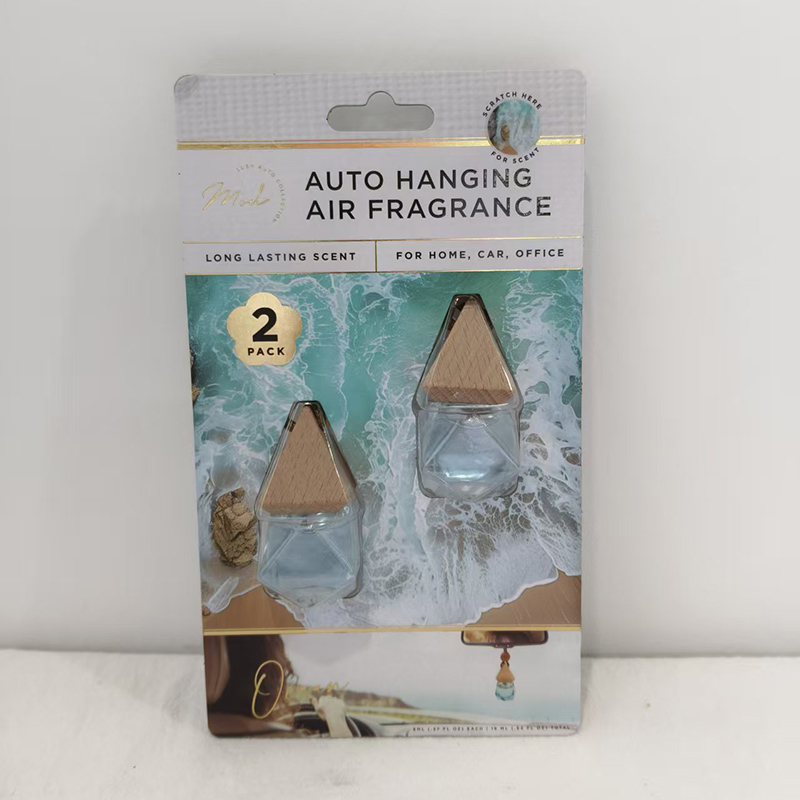 SCRATCH HERE
FOR SCENT
AUTO HANGING
AIR FRAGRANCE
LONG LASTING SCENT
FOR HOME, CAR, OFFICE
2
PACK